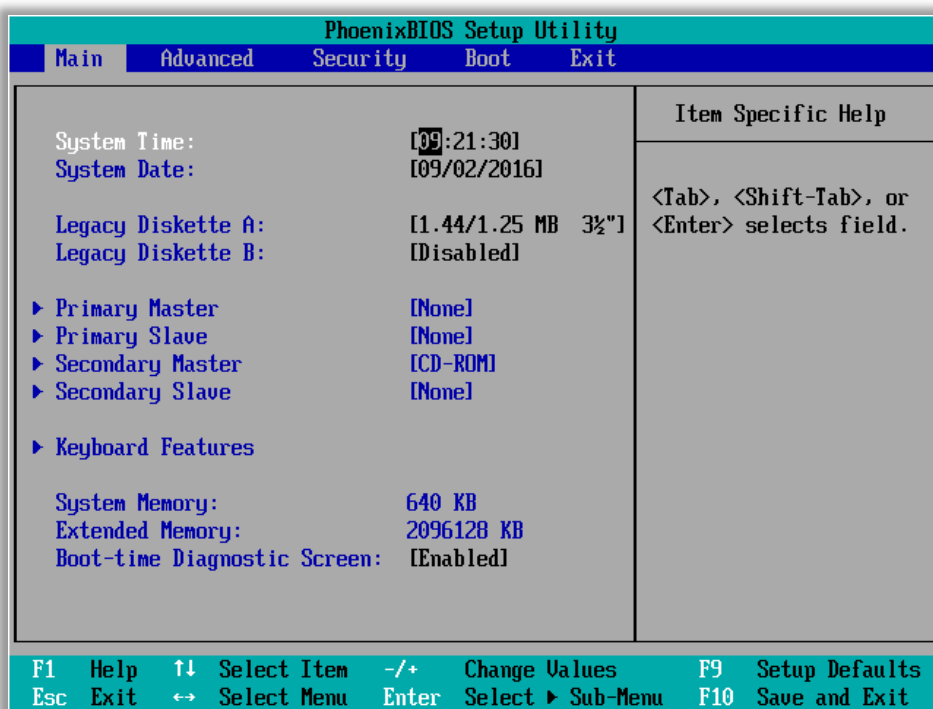 PhoenixBIOS Setup Utility
Main Advanced Security Boot Exit
System Time: [09:21:30]
System Date: [09/02/2016]
Legacy Diskette A: [1.44/1.25 MB 3½"]
Legacy Diskette B: [Disabled]
▶ Primary Master [None]
▶ Primary Slave [None]
▶ Secondary Master [CD-ROM]
▶ Secondary Slave [None]
▶ Keyboard Features
System Memory: 640 KB
Extended Memory: 2096128 KB
Boot-time Diagnostic Screen: [Enabled]
Item Specific Help
<Tab>, <Shift-Tab>, or
<Enter> selects field.
F1 Help ↑↓ Select Item -/+ Change Values F9 Setup Defaults
Esc Exit ↔ Select Menu Enter Select ▶ Sub-Menu F10 Save and Exit